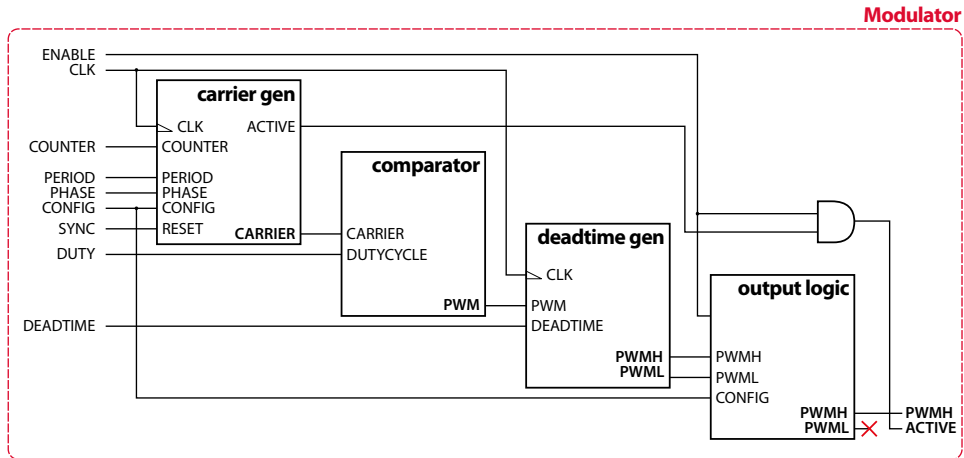 Modulator
ENABLE
CLK
carrier gen
CLK ACTIVE
COUNTER COUNTER
comparator
PERIOD PERIOD
PHASE PHASE
CONFIG CONFIG
SYNC RESET CARRIER CARRIER deadtime gen
DUTY DUTYCYCLE
CLK
output logic
PWM PWM
DEADTIME DEADTIME
PWMH PWMH
PWML PWML
CONFIG
PWMH PWMH
PWML ACTIVE